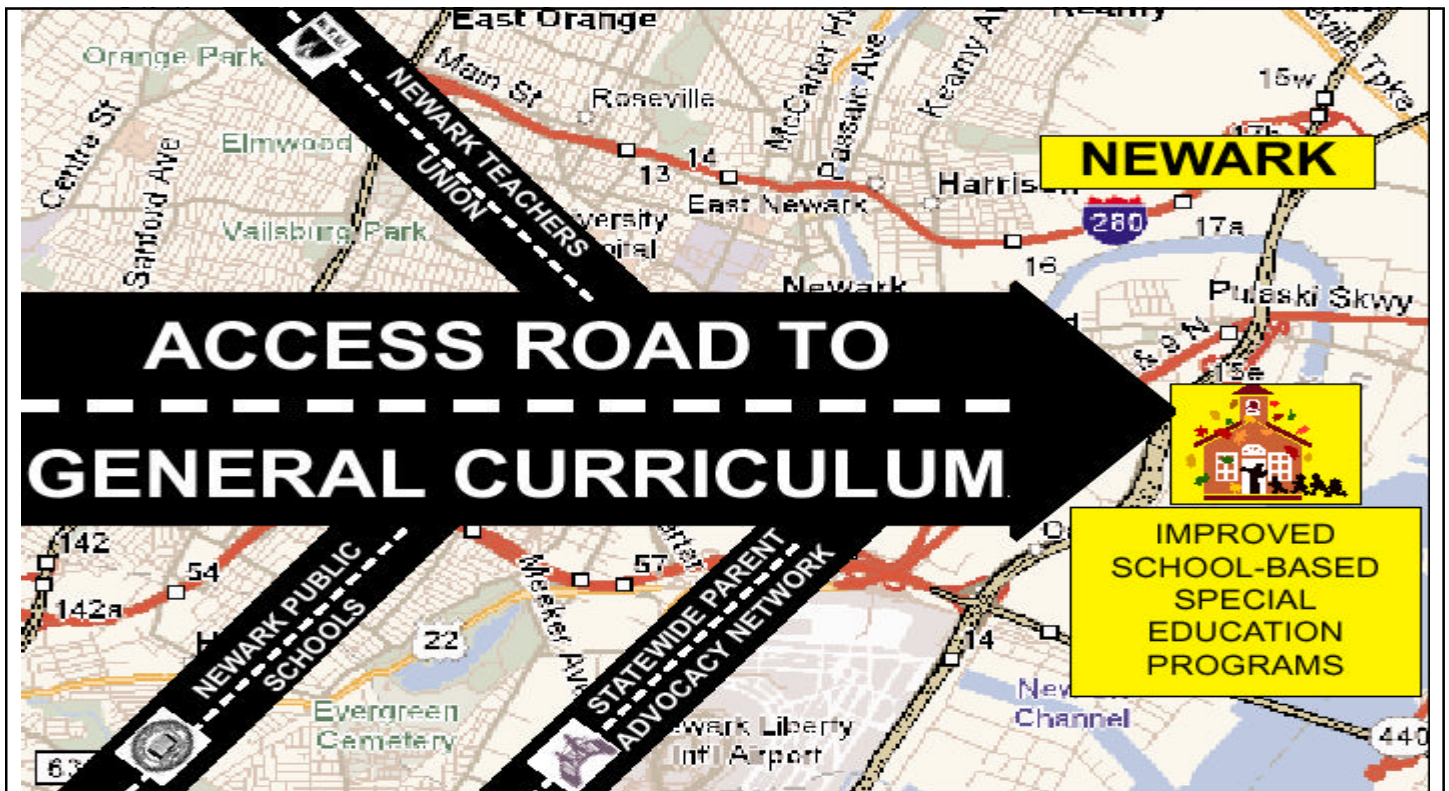 East Orange
Orange Park
Main St
Roseville
McCarter
Passaic Ave
Kearny
15w
Tpke
Centre St
Sanford Ave
Elmwood
NEWARK TEACHERS
UNION
13
14
17b
NEWARK
Harrison
East Newark
280
17a
Vailsburg Park
16
Newark
Pulaski Skwy
15e
ACCESS ROAD TO
GENERAL CURRICULUM
142
54
142a
57
Meeker Ave
22
NEWARK PUBLIC
SCHOOLS
STATEWIDE PARENT
ADVOCACY NETWORK
14
IMPROVED
SCHOOL-BASED
SPECIAL
EDUCATION
PROGRAMS
Evergreen
Cemetery
Newark Liberty
Int'l Airport
Channel
440